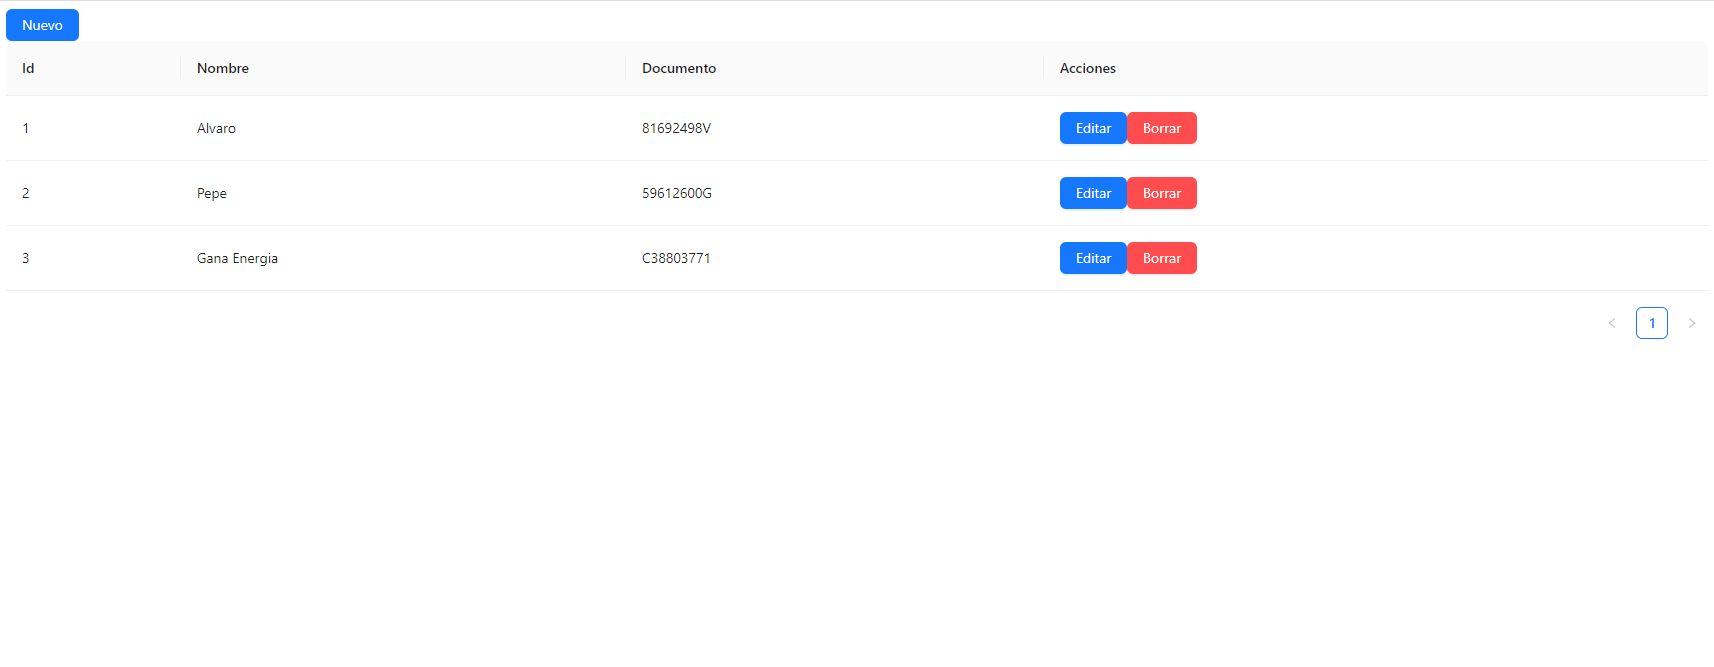 Nuevo
Id Nombre Documento Acciones
1 Alvaro 81692498V Editar Borrar
2 Pepe 59612600G Editar Borrar
3 Gana Energia C38803771 Editar Borrar
< 1 >